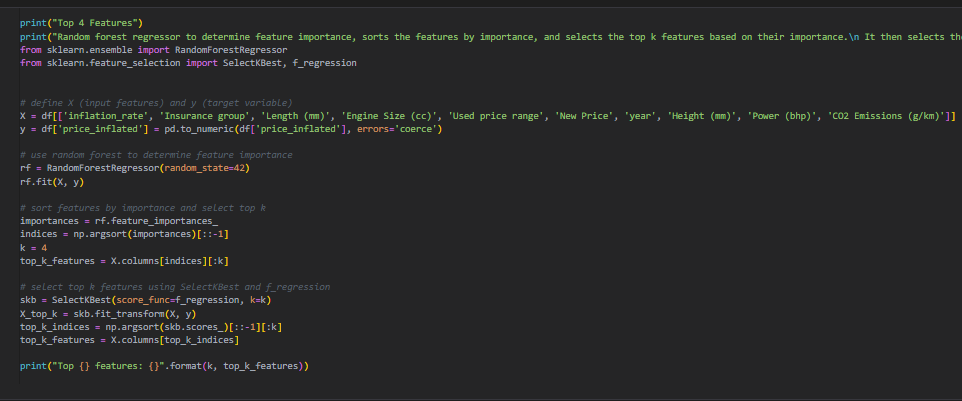 print("Top 4 Features")
print("Random forest regressor to determine feature importance, sorts the features by importance, and selects the top k features based on their importance.\n It then selects the
from sklearn.ensemble import RandomForestRegressor
from sklearn.feature_selection import SelectKBest, f_regression
# define X (input features) and y (target variable)
X = df[['inflation_rate', 'Insurance group', 'Length (mm)', 'Engine Size (cc)', 'Used price range', 'New Price', 'year', 'Height (mm)', 'Power (bhp)', 'CO2 Emissions (g/km)']]
y = df['price_inflated'] = pd.to_numeric(df['price_inflated'], errors='coerce')
# use random forest to determine feature importance
rf = RandomForestRegressor(random_state=42)
rf.fit(X, y)
# sort features by importance and select top k
importances = rf.feature_importances_
indices = np.argsort(importances)[::-1]
k = 4
top_k_features = X.columns[indices][:k]
# select top k features using SelectKBest and f_regression
skb = SelectKBest(score_func=f_regression, k=k)
X_top_k = skb.fit_transform(X, y)
top_k_indices = np.argsort(skb.scores_)[::-1][:k]
top_k_features = X.columns[top_k_indices]
print("Top {} features: {}".format(k, top_k_features))